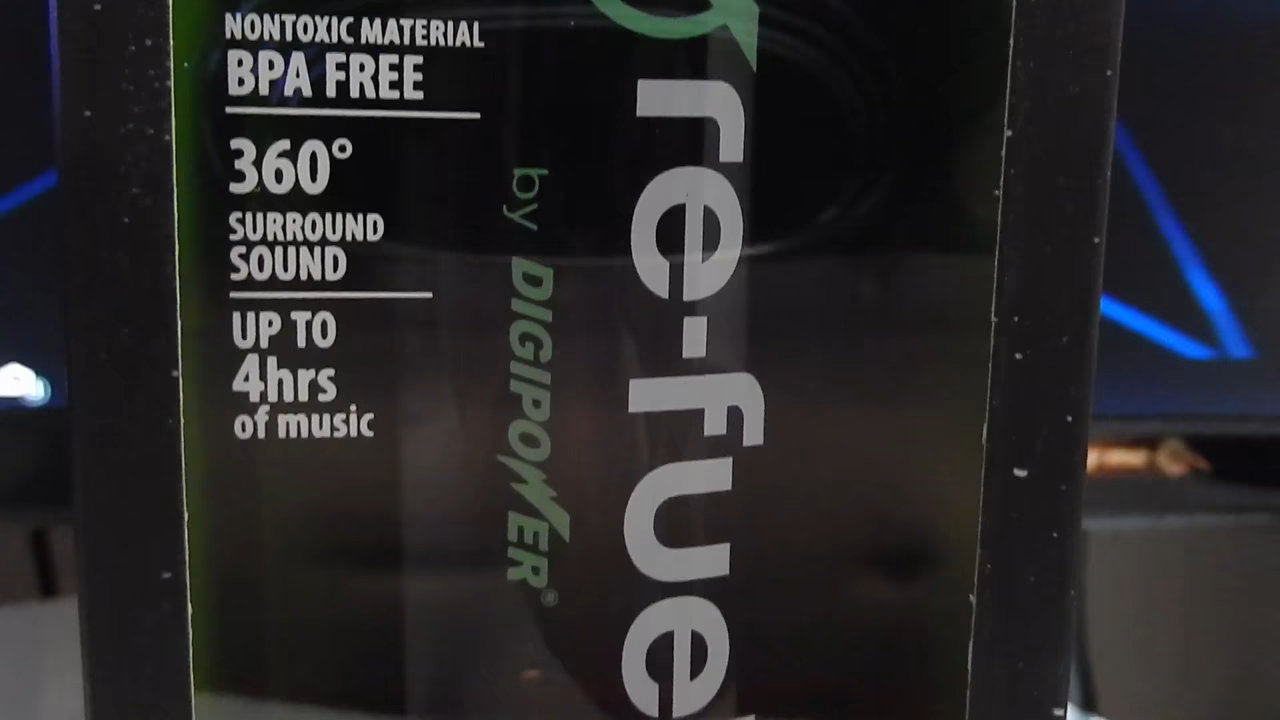 NONTOXIC MATERIAL
BPA FREE
360°
SURROUND
SOUND
UP TO
4hrs
of music
by DIGIPOWER®
re-fuel